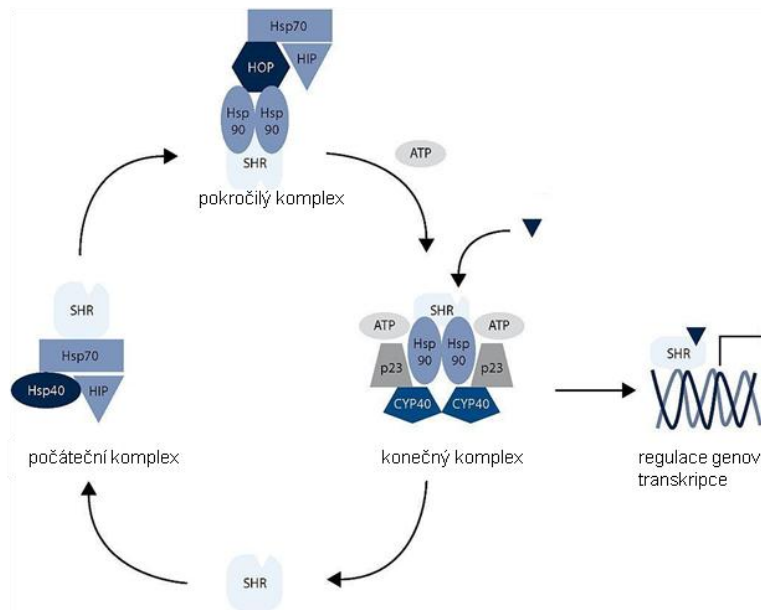 Hsp70
HOP
HIP
Hsp
90
Hsp
90
SHR
pokročilý komplex
ATP
SHR
Hsp70
Hsp40
HIP
počáteční komplex
SHR
ATP
ATP
Hsp
90
Hsp
90
p23
p23
CYP40
CYP40
konečný komplex
SHR
regulace genov
transkripce
SHR